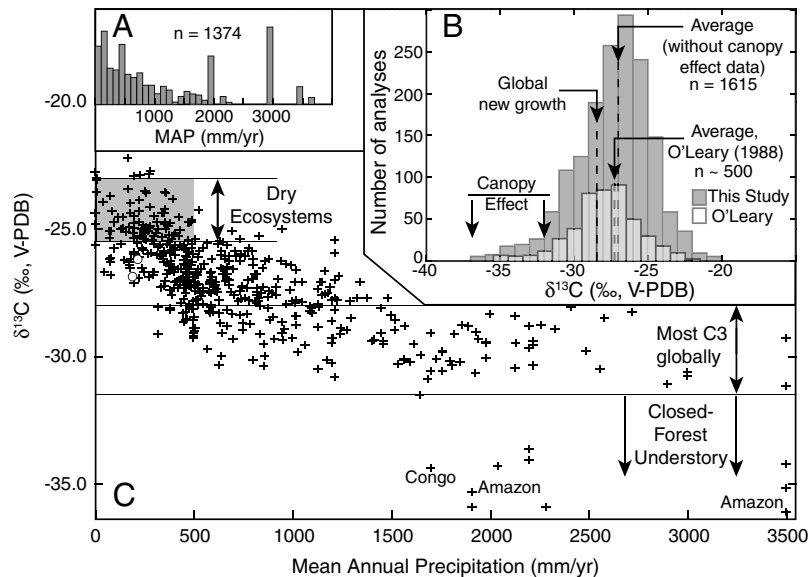 A
n = 1374
1000 2000 3000
MAP (mm/yr)
B
250
200
150
100
50
0
Number of analyses
-40 -35 -30 -25 -20
δ13C (‰, V-PDB)
Average
(without canopy
effect data)
n = 1615
Global
new growth
Average,
O'Leary (1988)
n ~ 500
Canopy
Effect
This Study
O'Leary
C
-20.0
-25.0
-30.0
-35.0
δ13C (‰, V-PDB)
Dry
Ecosystems
Most C3
globally
Closed-
Forest
Understory
Congo
Amazon
Amazon
0 500 1000 1500 2000 2500 3000 3500
Mean Annual Precipitation (mm/yr)